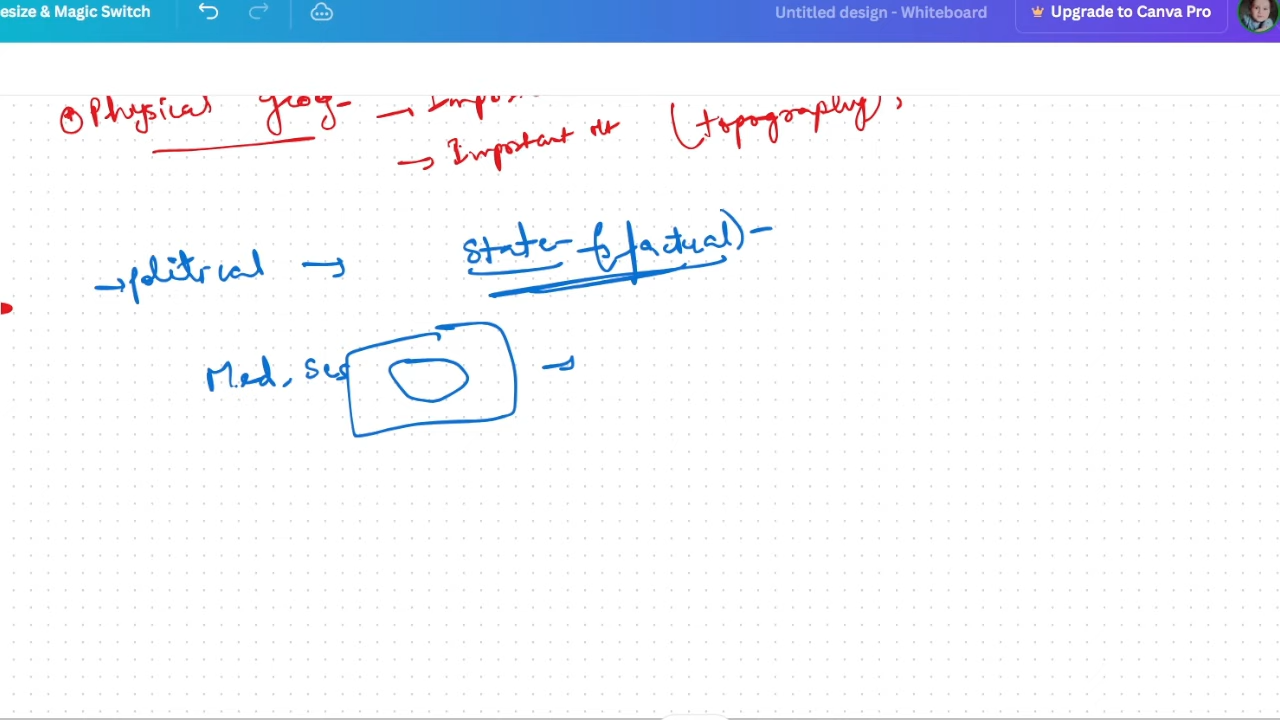 esize & Magic Switch
Untitled design - Whiteboard
Upgrade to Canva Pro
Physical geog- →
→ Important (topography),
→ political → state (factual) -
Med. Sea →